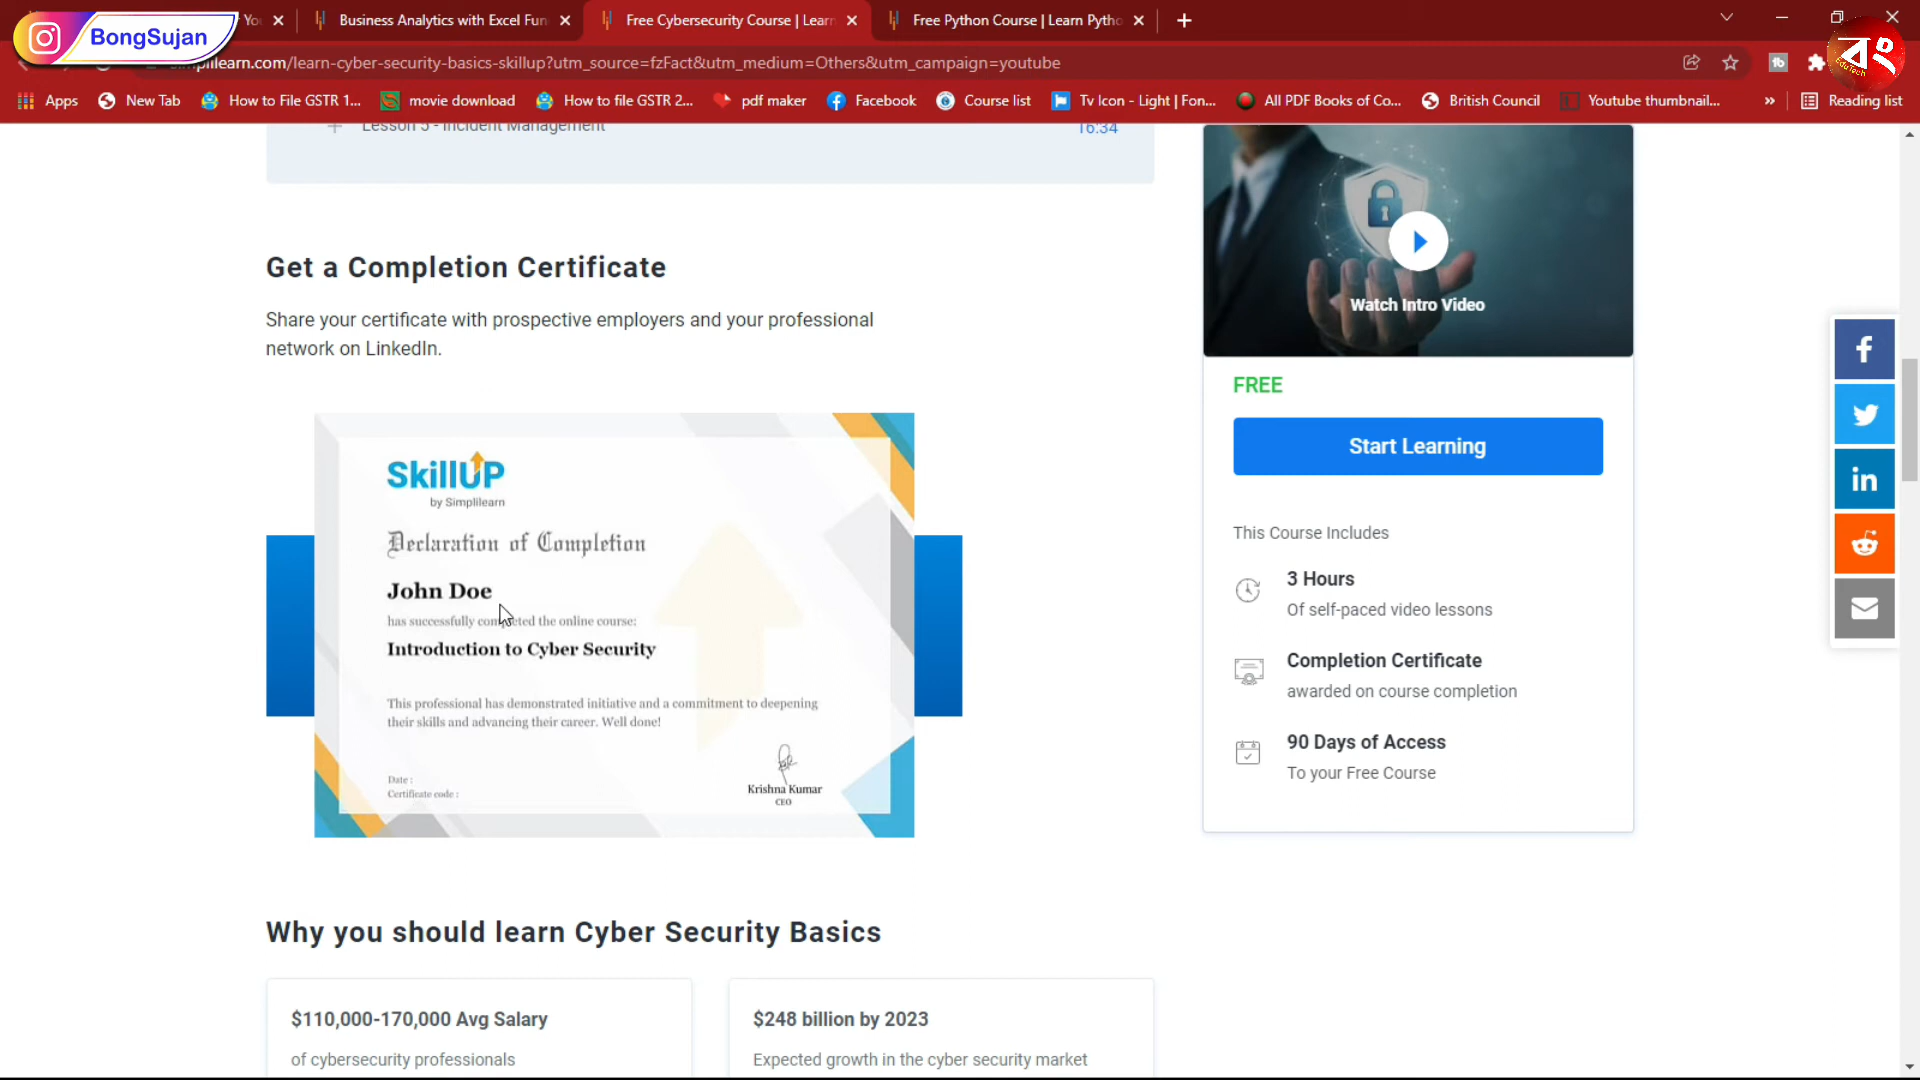 BongSujan
Business Analytics with Excel Fun
Free Cybersecurity Course | Learn
Free Python Course | Learn Pytho
simplilearn.com/learn-cyber-security-basics-skillup?utm_source=fzFact&utm_medium=Others&utm_campaign=youtube
EduTech
Apps
New Tab
How to File GSTR 1...
movie download
How to file GSTR 2...
pdf maker
Facebook
Course list
Tv Icon - Light | Fon...
All PDF Books of Co...
British Council
Youtube thumbnail...
»
Reading list
Lesson 5 - Incident Management
16:34
Get a Completion Certificate
Share your certificate with prospective employers and your professional
network on LinkedIn.
SkillUP
by Simplilearn
Declaration of Completion
John Doe
has successfully completed the online course:
Introduction to Cyber Security
This professional has demonstrated initiative and a commitment to deepening
their skills and advancing their career. Well done!
Date :
Certificate code :
Krishna Kumar
CEO
Watch Intro Video
FREE
Start Learning
This Course Includes
3 Hours
Of self-paced video lessons
Completion Certificate
awarded on course completion
90 Days of Access
To your Free Course
Why you should learn Cyber Security Basics
$110,000-170,000 Avg Salary
of cybersecurity professionals
$248 billion by 2023
Expected growth in the cyber security market